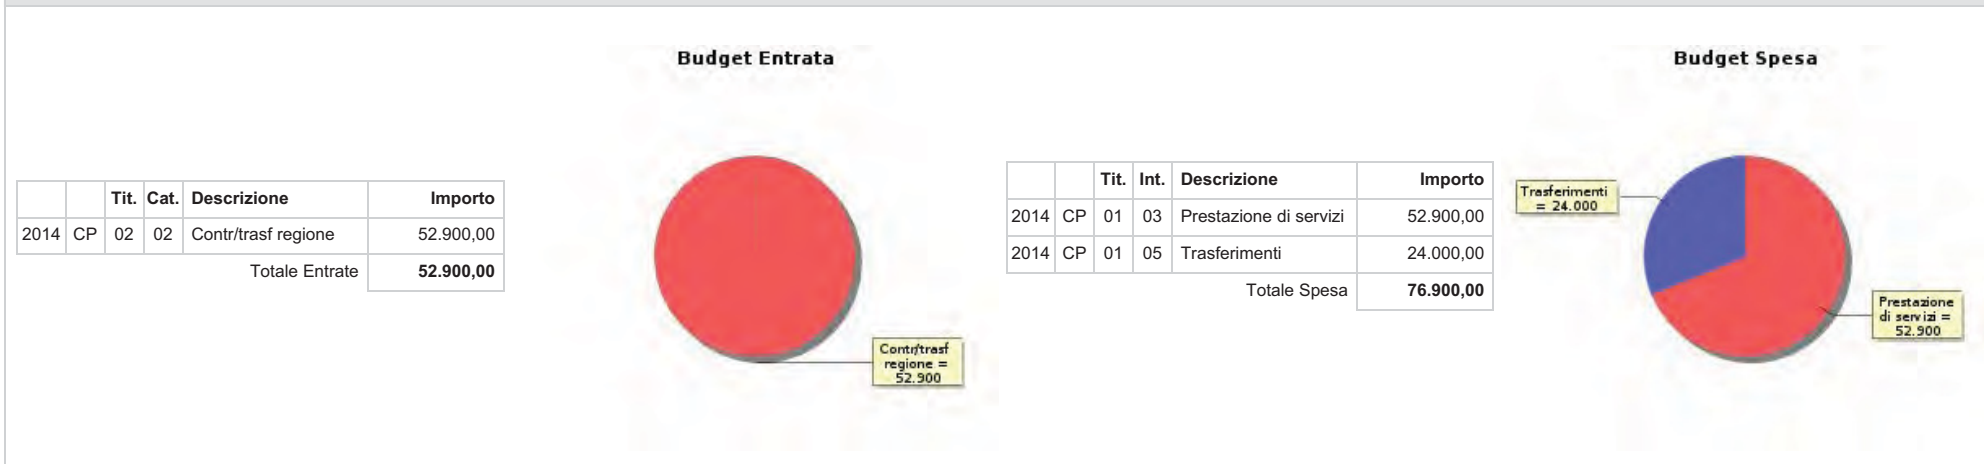 Budget Entrata
Tit. Cat. Descrizione Importo
2014 CP 02 02 Contr/trasf regione 52.900,00
Totale Entrate 52.900,00
Contr/trasf
regione =
52.900
Budget Spesa
Tit. Int. Descrizione Importo
2014 CP 01 03 Prestazione di servizi 52.900,00
2014 CP 01 05 Trasferimenti 24.000,00
Totale Spesa 76.900,00
Trasferimenti
= 24.000
Prestazione
di servizi =
52.900